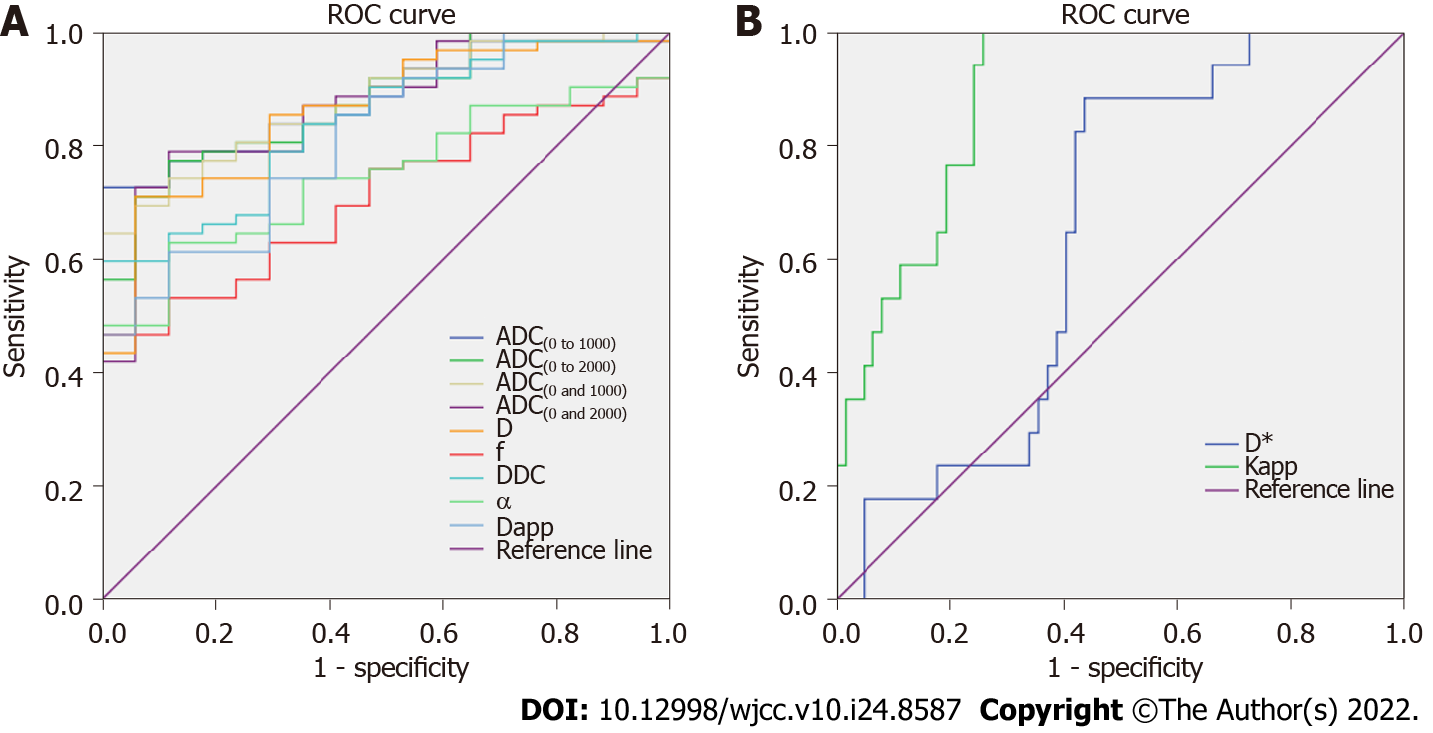 A
ROC curve
1.0
0.8
0.6
0.4
0.2
0.0
Sensitivity
ADC(0 to 1000)
ADC(0 to 2000)
ADC(0 and 1000)
ADC(0 and 2000)
D
f
DDC
α
Dapp
Reference line
0.0 0.2 0.4 0.6 0.8 1.0
1 - specificity
B
ROC curve
1.0
0.8
0.6
0.4
0.2
0.0
Sensitivity
D*
Kapp
Reference line
0.0 0.2 0.4 0.6 0.8 1.0
1 - specificity
DOI: 10.12998/wjcc.v10.i24.8587 Copyright ©The Author(s) 2022.